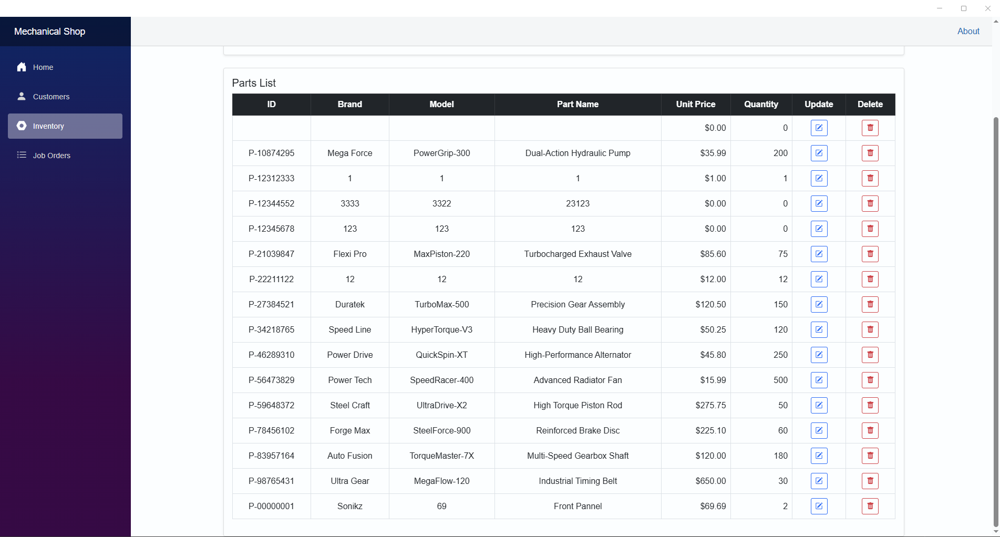 Mechanical Shop
About
Home
Customers
Inventory
Job Orders
Parts List
ID Brand Model Part Name Unit Price Quantity Update Delete
$0.00 0
P-10874295 Mega Force PowerGrip-300 Dual-Action Hydraulic Pump $35.99 200
P-12312333 1 1 1 $1.00 1
P-12344552 3333 3322 23123 $0.00 0
P-12345678 123 123 123 $0.00 0
P-21039847 Flexi Pro MaxPiston-220 Turbocharged Exhaust Valve $85.60 75
P-22211122 12 12 12 $12.00 12
P-27384521 Duratek TurboMax-500 Precision Gear Assembly $120.50 150
P-34218765 Speed Line HyperTorque-V3 Heavy Duty Ball Bearing $50.25 120
P-46289310 Power Drive QuickSpin-XT High-Performance Alternator $45.80 250
P-56473829 Power Tech SpeedRacer-400 Advanced Radiator Fan $15.99 500
P-59648372 Steel Craft UltraDrive-X2 High Torque Piston Rod $275.75 50
P-78456102 Forge Max SteelForce-900 Reinforced Brake Disc $225.10 60
P-83957164 Auto Fusion TorqueMaster-7X Multi-Speed Gearbox Shaft $120.00 180
P-98765431 Ultra Gear MegaFlow-120 Industrial Timing Belt $650.00 30
P-00000001 Sonikz 69 Front Pannel $69.69 2